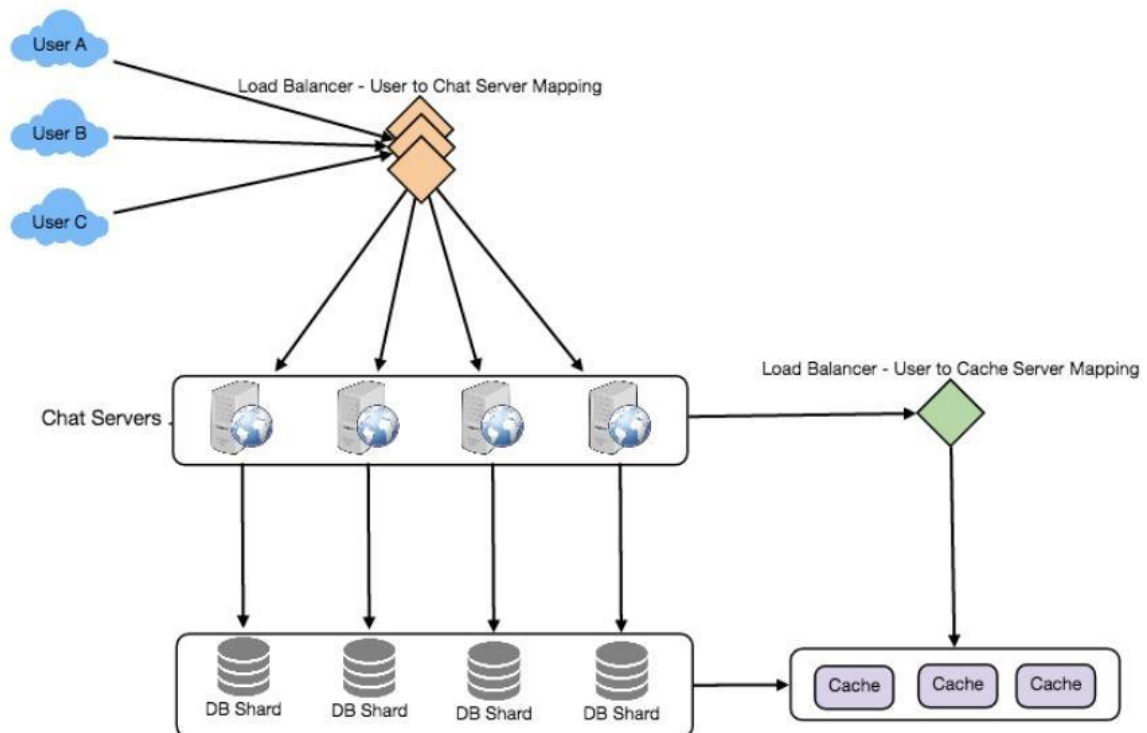 User A
Load Balancer - User to Chat Server Mapping
User B
User C
Load Balancer - User to Cache Server Mapping
Chat Servers
DB Shard
DB Shard
DB Shard
DB Shard
Cache
Cache
Cache